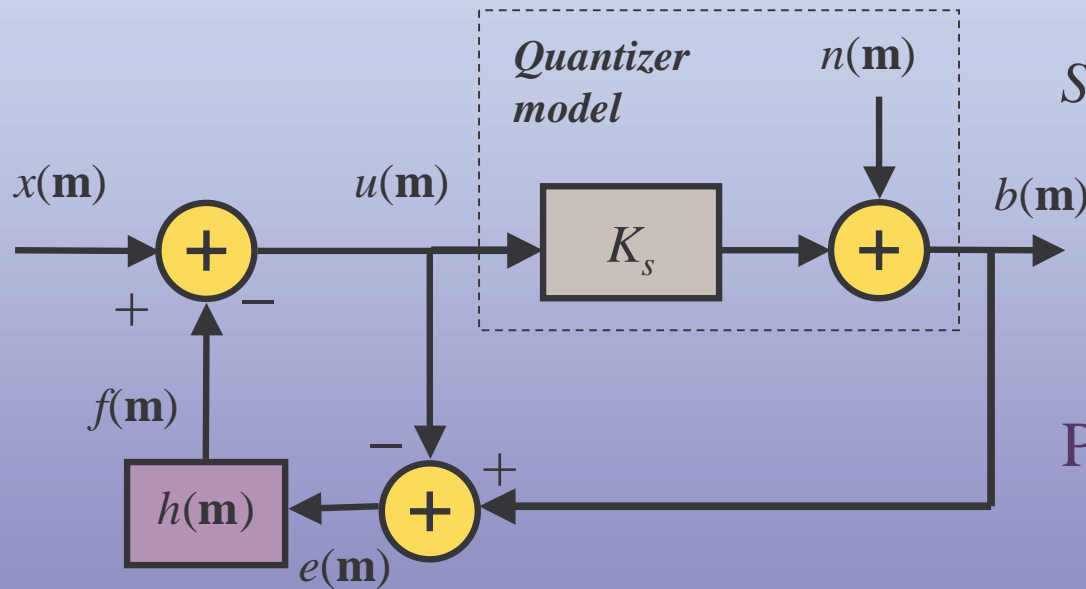 Quantizer
model
n(m)
S
x(m)
u(m)
b(m)
+
K_s
+
+
−
f(m)
P
−
+
h(m)
+
e(m)